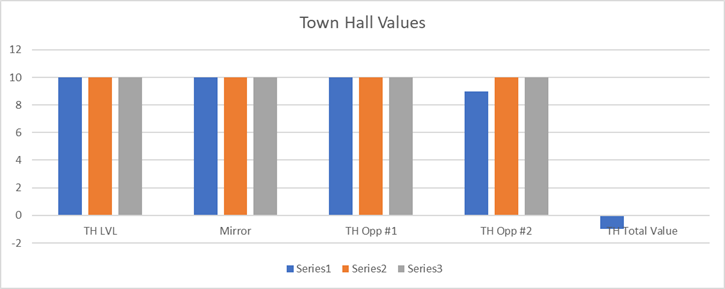 Town Hall Values
12
10
8
6
4
2
0
-2
TH LVL Mirror TH Opp #1 TH Opp #2 TH Total Value
Series1 Series2 Series3